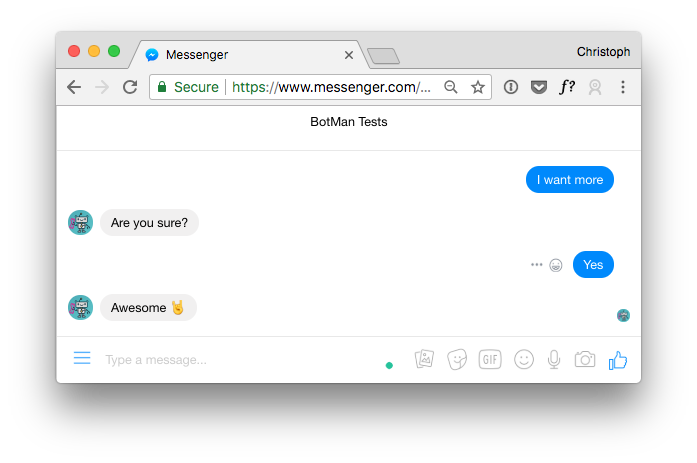 Messenger
Christoph
Secure https://www.messenger.com/...
f?
BotMan Tests
I want more
Are you sure?
Yes
Awesome 🤘
Type a message...
GIF